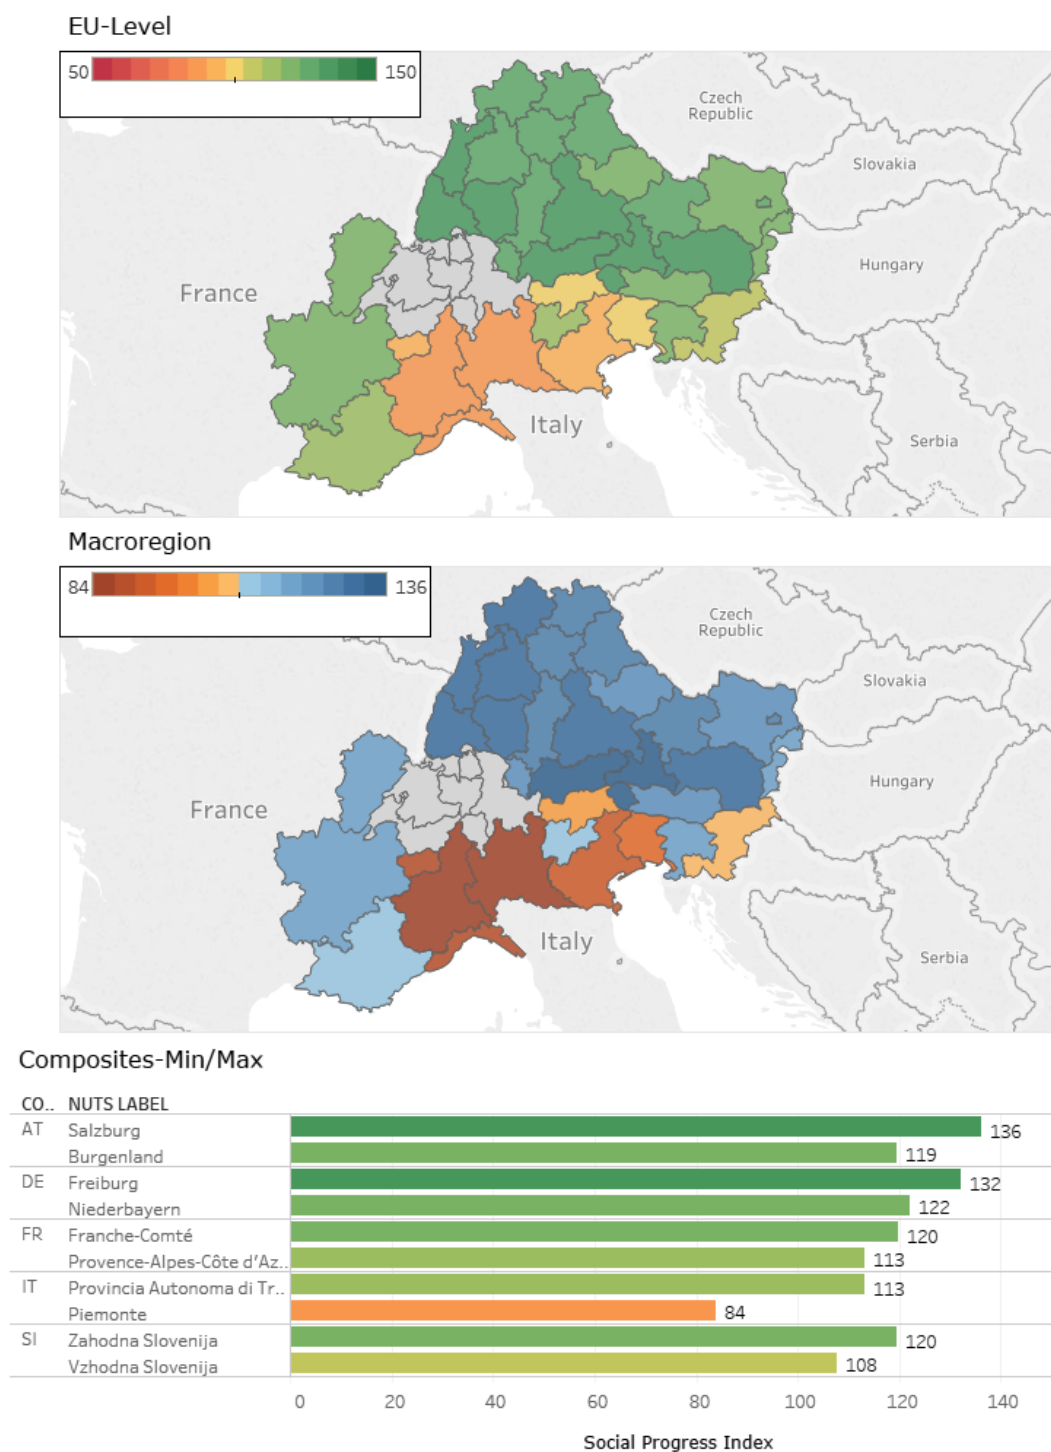 EU-Level
50 150
Czech
Republic
Slovakia
Hungary
France
Italy
Serbia
Macroregion
84 136
Czech
Republic
Slovakia
Hungary
France
Italy
Serbia
Composites-Min/Max
CO.. NUTS LABEL
AT Salzburg 136
Burgenland 119
DE Freiburg 132
Niederbayern 122
FR Franche-Comté 120
Provence-Alpes-Côte d'Az.. 113
IT Provincia Autonoma di Tr.. 113
Piemonte 84
SI Zahodna Slovenija 120
Vzhodna Slovenija 108
0 20 40 60 80 100 120 140
Social Progress Index